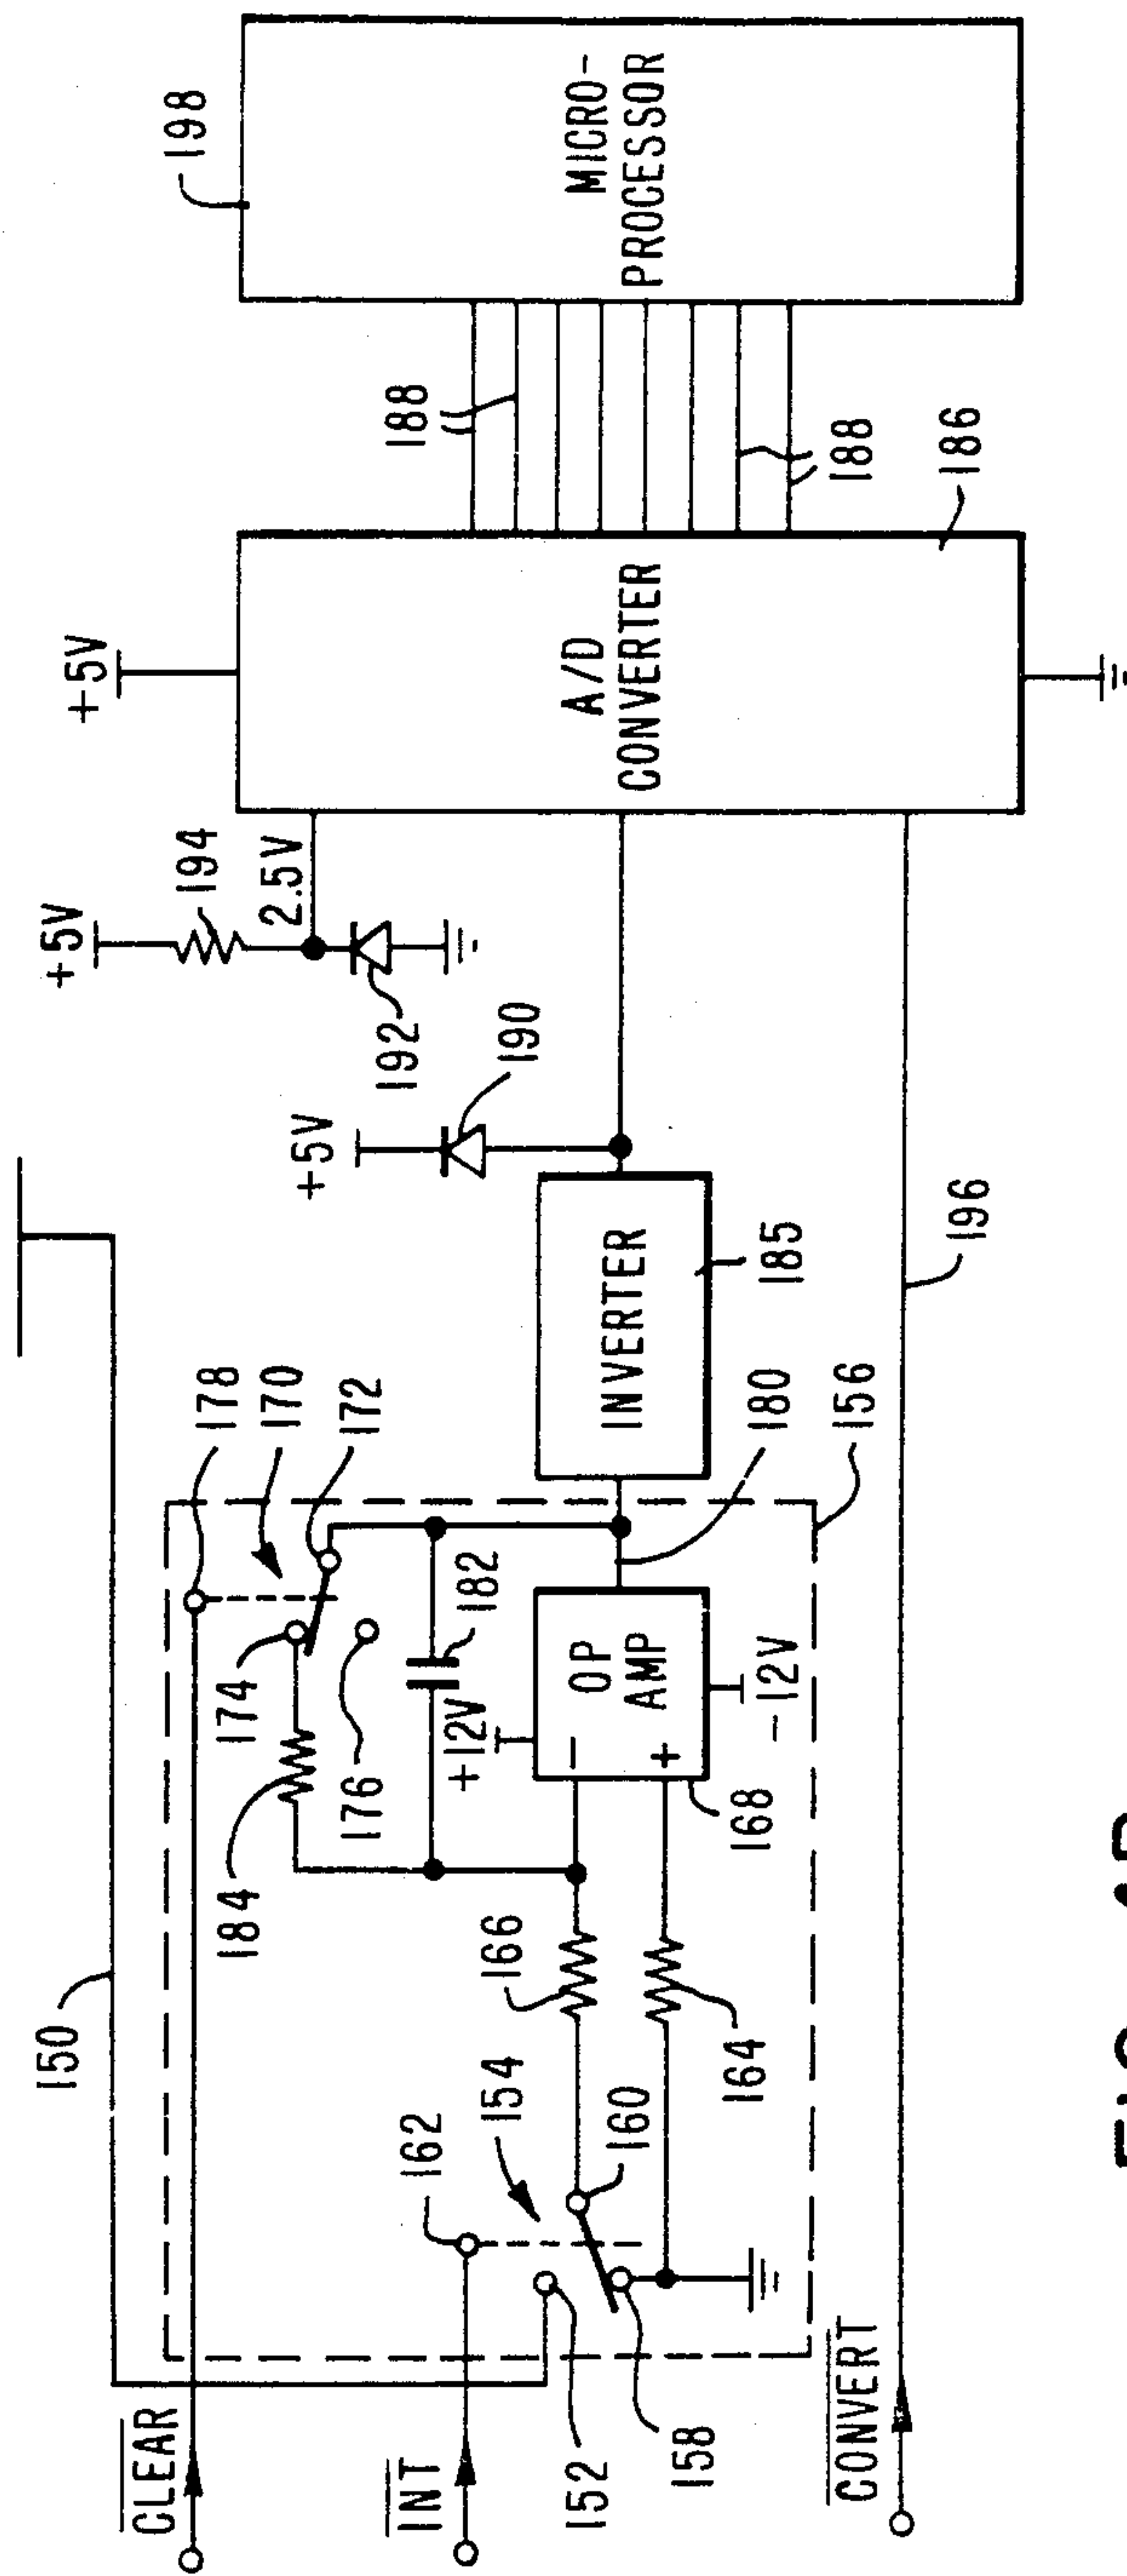 150
CLEAR
184
174
178
170
172
+5V
+5V
198
194
2.5V
+5V
192
190
188
188
176
182
+12V
INT
162
154
166
OP
AMP
−
+
-12V
168
180
INVERTER
185
A/D
CONVERTER
MICRO-
PROCESSOR
186
152
158
160
164
156
CONVERT
196